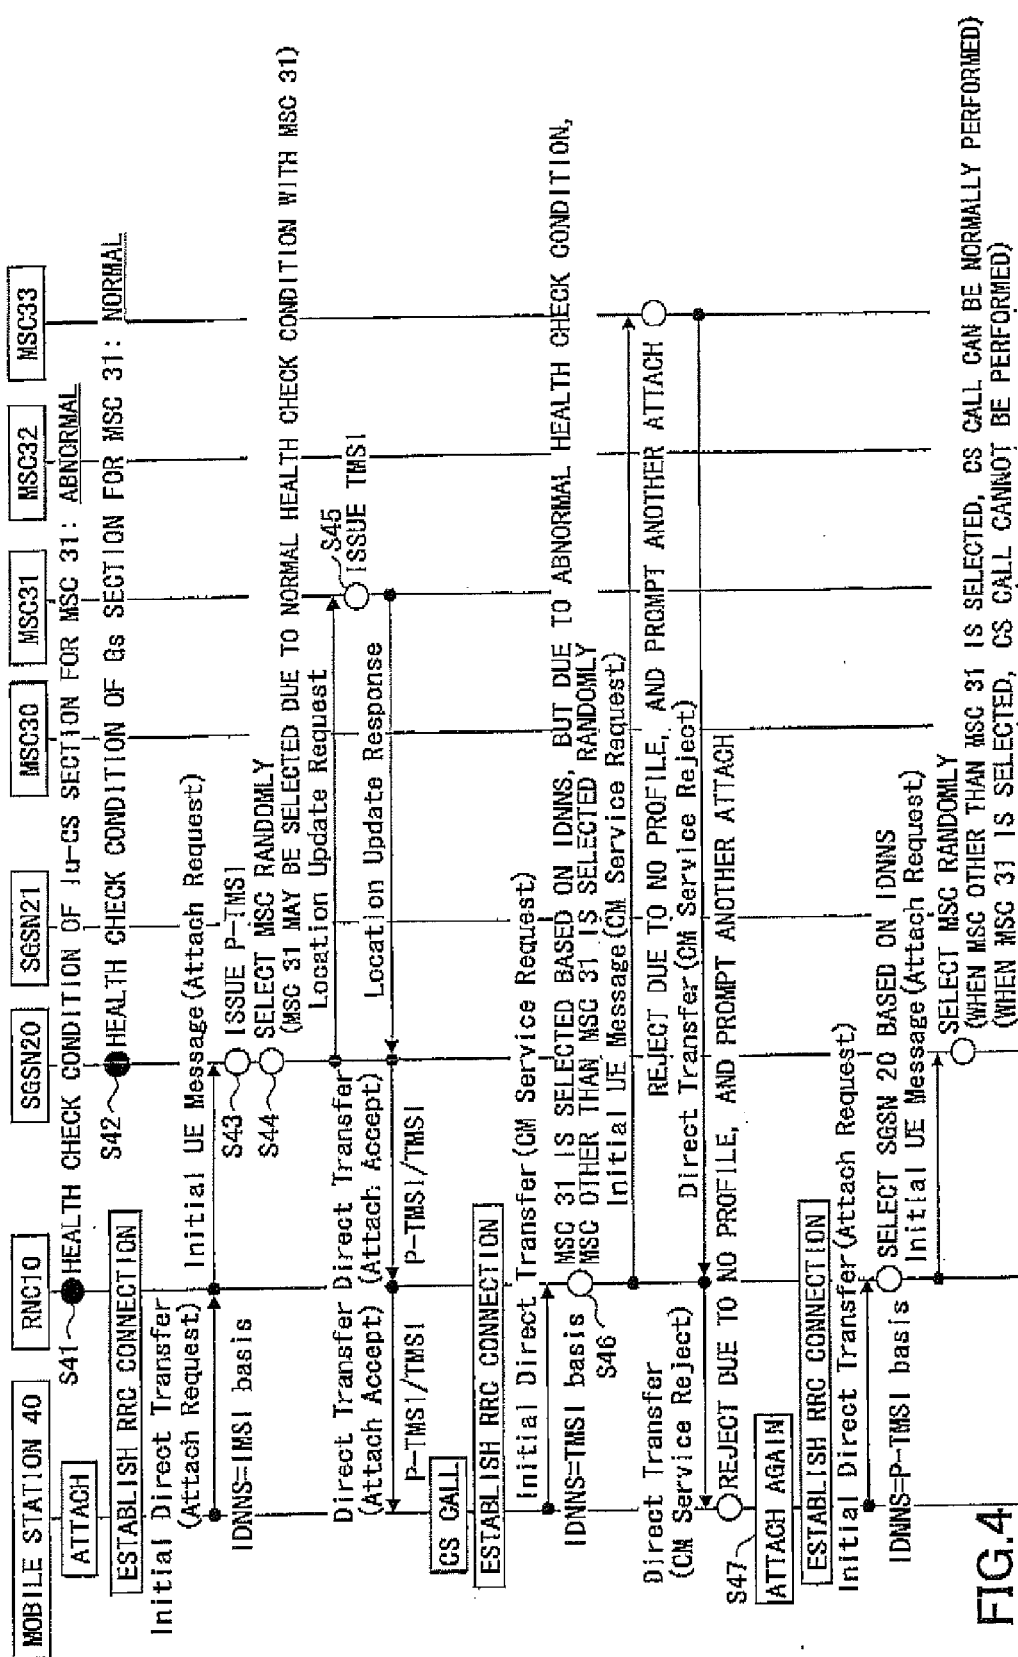 MOBILE STATION 40
RNC10
SGSN20
SGSN21
MSC30
MSC31
MSC32
MSC33
S41
HEALTH CHECK CONDITION OF Iu-CS SECTION FOR MSC 31: ABNORMAL
ATTACH
S42
HEALTH CHECK CONDITION OF Gs SECTION FOR MSC 31: NORMAL
ESTABLISH RRC CONNECTION
Initial Direct Transfer
(Attach Request)
Initial UE Message(Attach Request)
IDNNS=IMSI basis
S43
ISSUE P-TMSI
S44
SELECT MSC RANDOMLY
(MSC 31 MAY BE SELECTED DUE TO NORMAL HEALTH CHECK CONDITION WITH MSC 31)
Location Update Request
S45
ISSUE TMSI
Location Update Response
Direct Transfer
(Attach Accept)
Direct Transfer
(Attach Accept)
P-TMSI/TMSI
P-TMSI/TMSI
CS CALL
ESTABLISH RRC CONNECTION
Initial Direct Transfer(CM Service Request)
IDNNS=TMSI basis
S46
MSC 31 IS SELECTED BASED ON IDNNS, BUT DUE TO ABNORMAL HEALTH CHECK CONDITION,
MSC OTHER THAN MSC 31 IS SELECTED RANDOMLY
Initial UE Message(CM Service Request)
REJECT DUE TO NO PROFILE, AND PROMPT ANOTHER ATTACH
Direct Transfer(CM Service Reject)
Direct Transfer
(CM Service Reject)
S47
REJECT DUE TO NO PROFILE, AND PROMPT ANOTHER ATTACH
ATTACH AGAIN
ESTABLISH RRC CONNECTION
Initial Direct Transfer(Attach Request)
IDNNS=P-TMSI basis
SELECT SGSN 20 BASED ON IDNNS
Initial UE Message(Attach Request)
SELECT MSC RANDOMLY
(WHEN MSC OTHER THAN MSC 31 IS SELECTED, CS CALL CAN BE NORMALLY PERFORMED)
(WHEN MSC 31 IS SELECTED, CS CALL CANNOT BE PERFORMED)
FIG.4